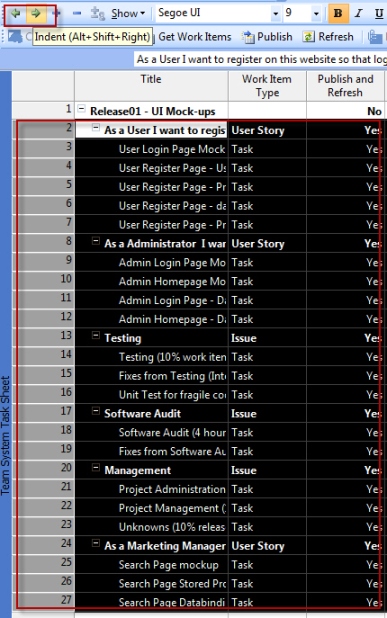 Show Segoe UI 9 B I U
Indent (Alt+Shift+Right) Get Work Items Publish Refresh
As a User I want to register on this website so that
Title Work Item Type Publish and Refresh
1 Release01 - UI Mock-ups No
2 As a User I want to regis User Story Yes
3 User Login Page Mock Task Yes
4 User Register Page - Us Task Yes
5 User Register Page - Pr Task Yes
6 User Register Page - da Task Yes
7 User Register Page - Pr Task Yes
8 As a Administrator I war User Story Yes
9 Admin Login Page Mo Task Yes
10 Admin Homepage Mo Task Yes
11 Admin Login Page - Da Task Yes
12 Admin Homepage - Da Task Yes
13 Testing Issue Yes
14 Testing (10% work iten Task Yes
15 Fixes from Testing (Inte Task Yes
16 Unit Test for fragile co Task Yes
17 Software Audit Issue Yes
18 Software Audit (4 hour Task Yes
19 Fixes from Software Au Task Yes
20 Management Issue Yes
21 Project Administration Task Yes
22 Project Management ( Task Yes
23 Unknowns (10% releas Task Yes
24 As a Marketing Manager User Story Yes
25 Search Page mockup Task Yes
26 Search Page Stored Pro Task Yes
27 Search Page Databindi Task Yes
Team System Task Sheet